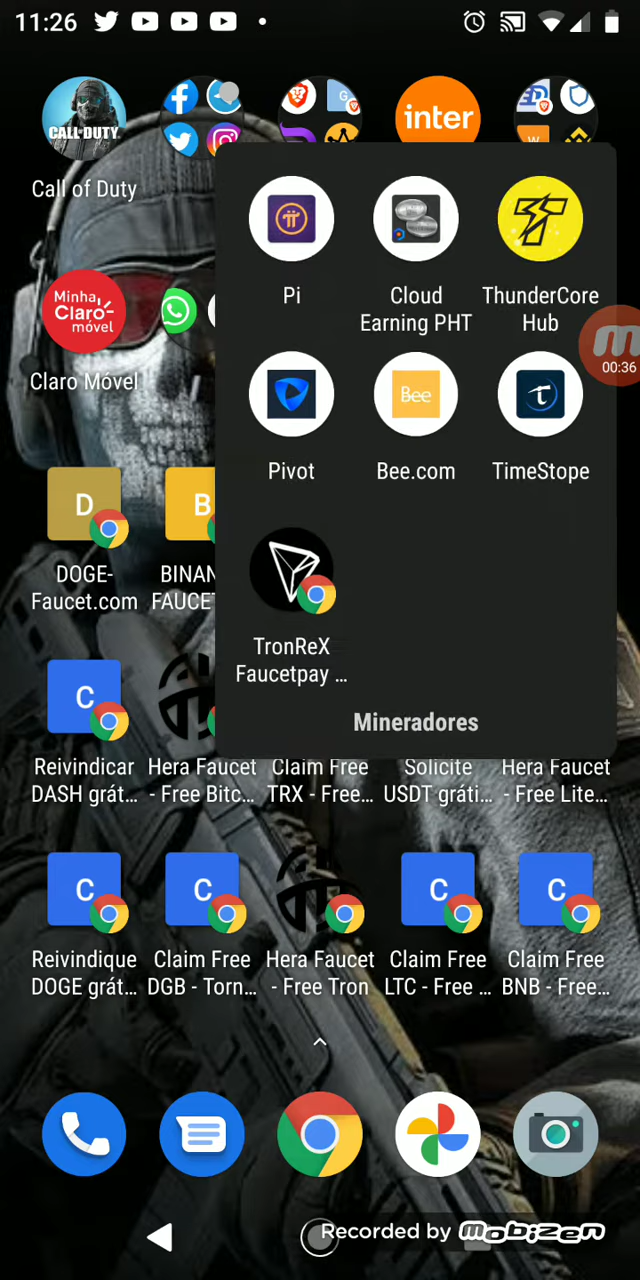 11:26
CALL OF DUTY
inter
G
W
Call of Duty
Pi
Cloud
Earning PHT
ThunderCore
Hub
Minha
Claro-
móvel
00:36
Claro Móvel
Bee
Pivot
Bee.com
TimeStope
D
B
DOGE-
Faucet.com
BINAN
FAUCET
TronReX
Faucetpay ...
Mineradores
C
Reivindicar
DASH grát...
Hera Faucet
- Free Bitc...
Claim Free
TRX - Free...
Solicite
USDT gráti...
Hera Faucet
- Free Lite...
C
C
C
C
Reivindique
DOGE grát...
Claim Free
DGB - Torn...
Hera Faucet
- Free Tron
Claim Free
LTC - Free ...
Claim Free
BNB - Free...
Recorded by MOBIZEN